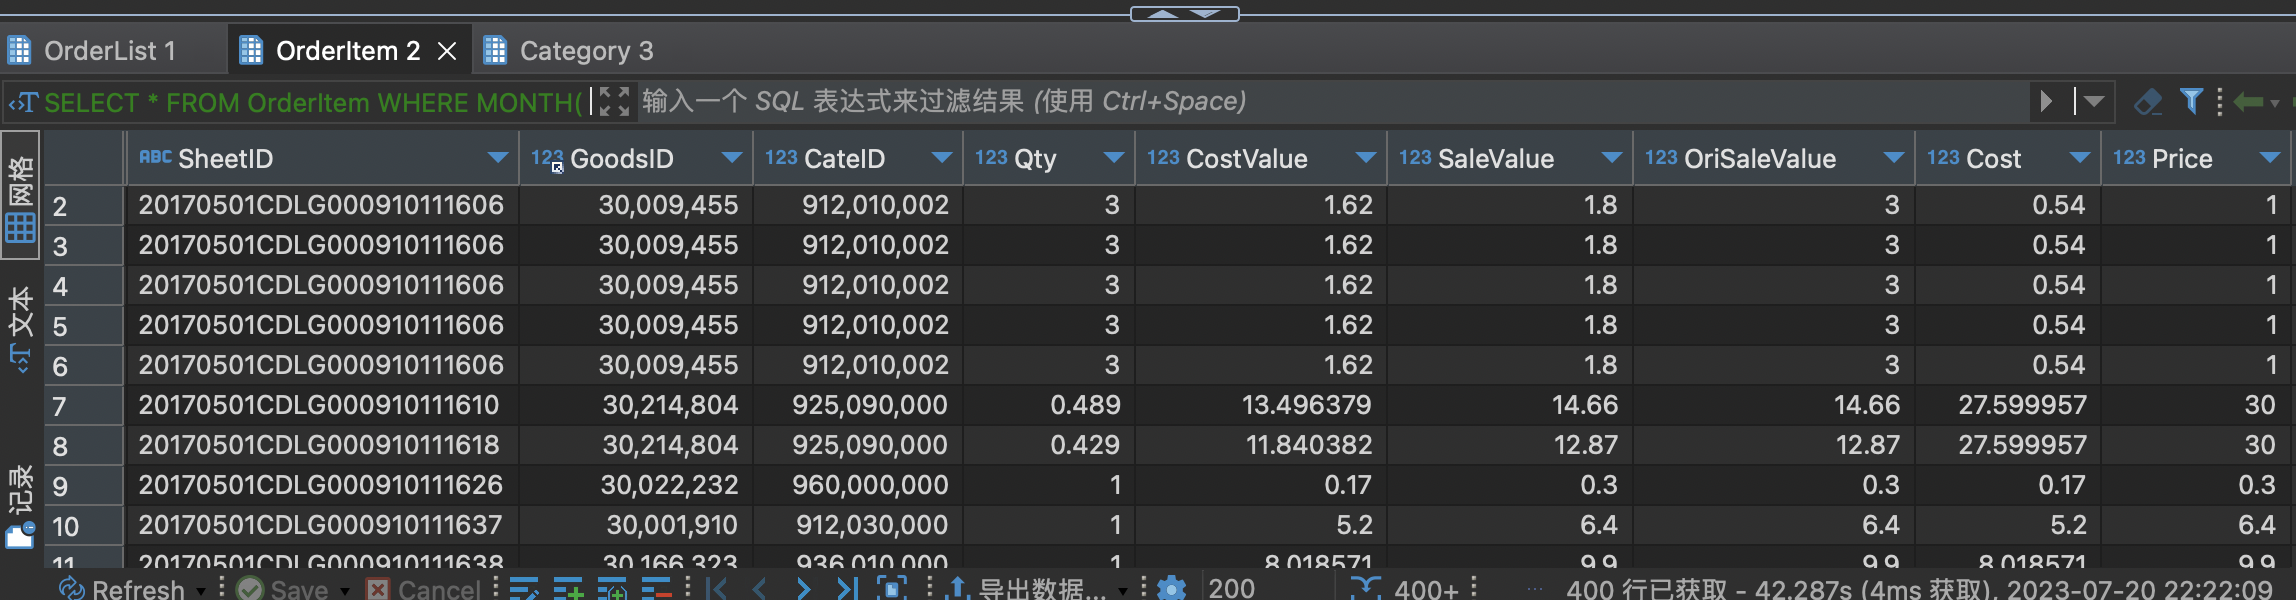 OrderList 1 OrderItem 2 Category 3
SELECT * FROM OrderItem WHERE MONTH( 输入一个 SQL 表达式来过滤结果 (使用 Ctrl+Space)
网格
文本
记录
ABC SheetID 123 GoodsID 123 CateID 123 Qty 123 CostValue 123 SaleValue 123 OriSaleValue 123 Cost 123 Price
2 20170501CDLG000910111606 30,009,455 912,010,002 3 1.62 1.8 3 0.54 1
3 20170501CDLG000910111606 30,009,455 912,010,002 3 1.62 1.8 3 0.54 1
4 20170501CDLG000910111606 30,009,455 912,010,002 3 1.62 1.8 3 0.54 1
5 20170501CDLG000910111606 30,009,455 912,010,002 3 1.62 1.8 3 0.54 1
6 20170501CDLG000910111606 30,009,455 912,010,002 3 1.62 1.8 3 0.54 1
7 20170501CDLG000910111610 30,214,804 925,090,000 0.489 13.496379 14.66 14.66 27.599957 30
8 20170501CDLG000910111618 30,214,804 925,090,000 0.429 11.840382 12.87 12.87 27.599957 30
9 20170501CDLG000910111626 30,022,232 960,000,000 1 0.17 0.3 0.3 0.17 0.3
10 20170501CDLG000910111637 30,001,910 912,030,000 1 5.2 6.4 6.4 5.2 6.4
11 20170501CDLG000910111638 30,166,323 936,010,000 1 8.018571 9.9 9.9 8.018571 9.9
Refresh Save Cancel 导出数据... 200 400+ 400 行已获取 - 42.287s (4ms 获取), 2023-07-20 22:22:09